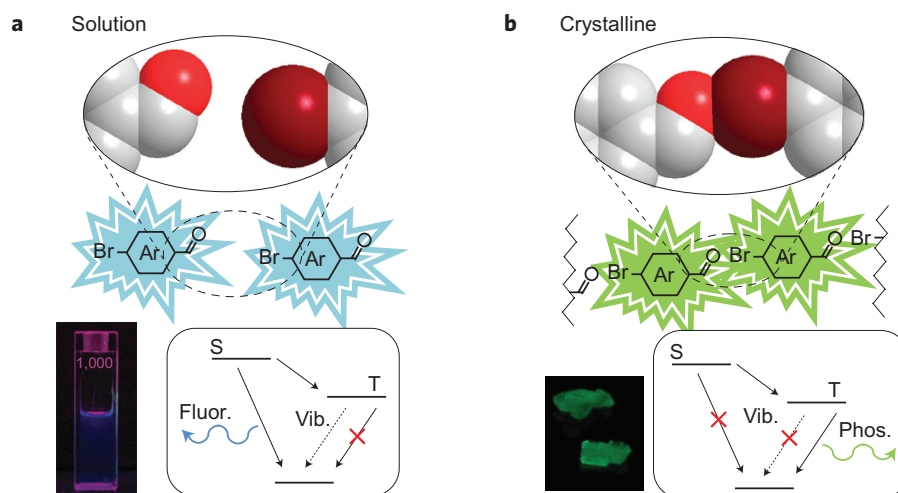 a Solution
b Crystalline
Br
Ar
O
Br
Ar
O
O
Br
Ar
O
Br
Ar
O
Br
1,000
S
T
Fluor.
Vib.
S
T
Vib.
Phos.